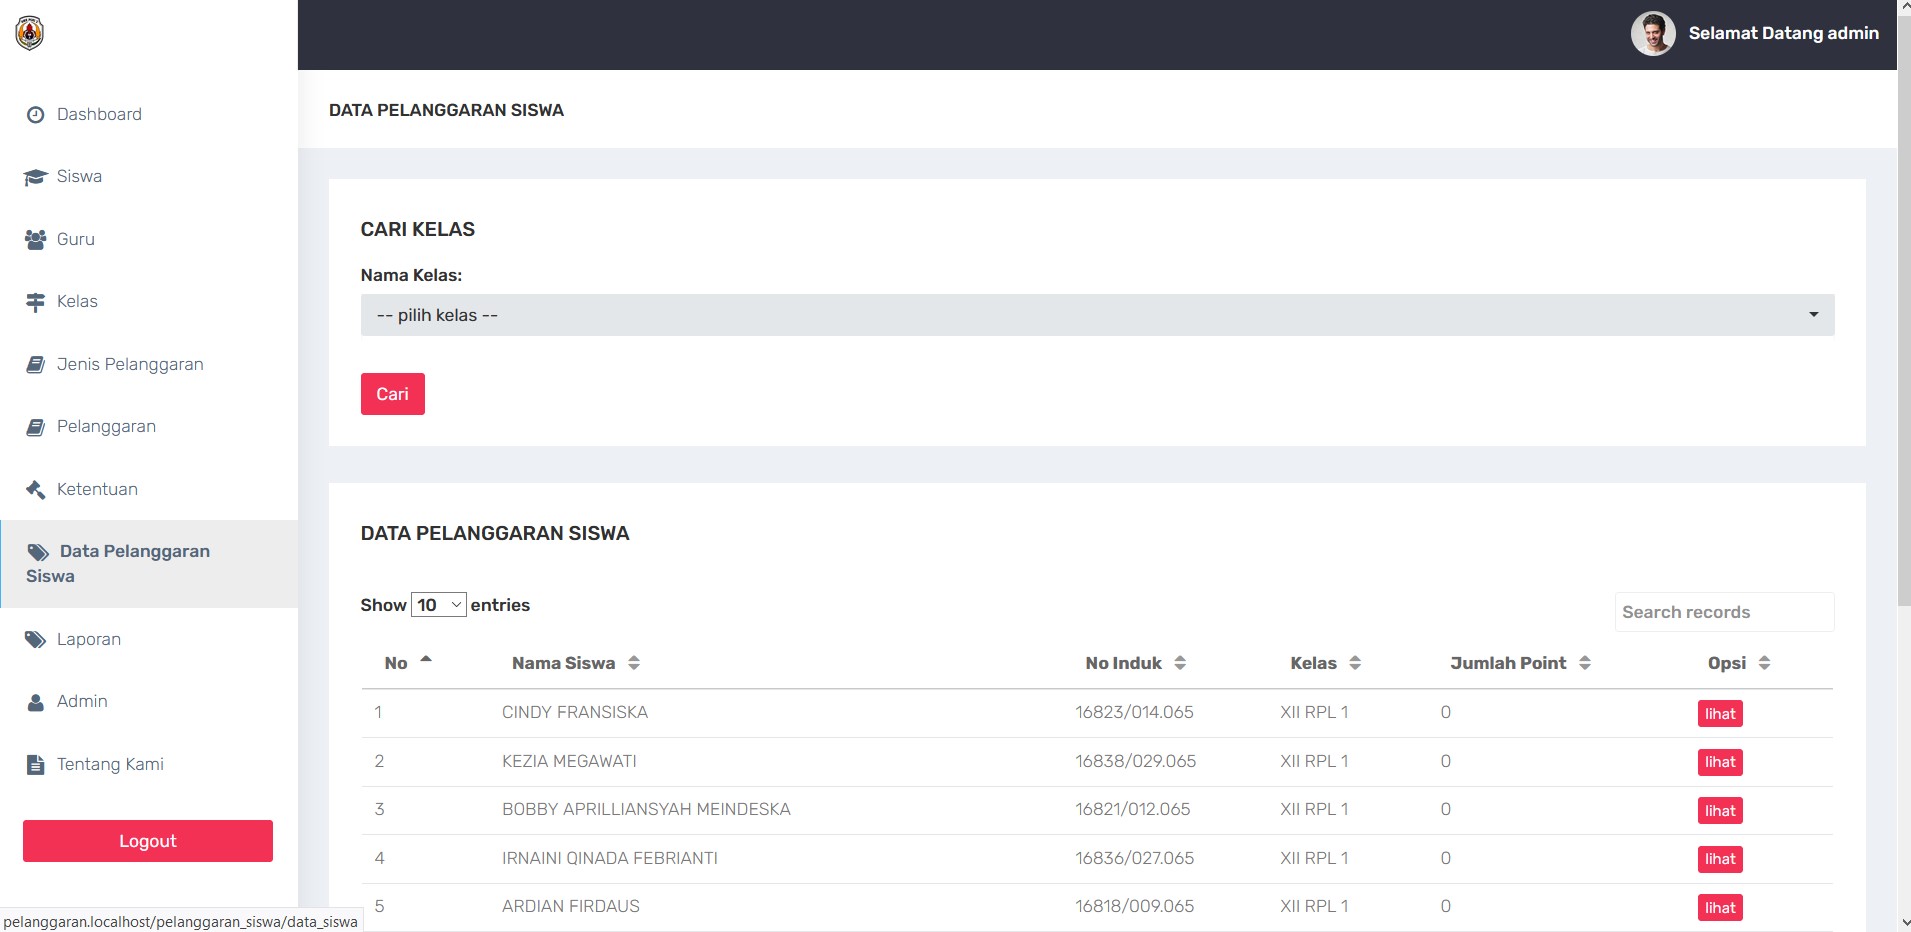 Selamat Datang admin
Dashboard
Siswa
Guru
Kelas
Jenis Pelanggaran
Pelanggaran
Ketentuan
Data Pelanggaran
Siswa
Laporan
Admin
Tentang Kami
Logout
pelanggaran.localhost/pelanggaran_siswa/data_siswa
DATA PELANGGARAN SISWA
CARI KELAS
Nama Kelas:
-- pilih kelas --
Cari
DATA PELANGGARAN SISWA
Show 10 entries
Search records
No Nama Siswa No Induk Kelas Jumlah Point Opsi
1 CINDY FRANSISKA 16823/014.065 XII RPL 1 0 lihat
2 KEZIA MEGAWATI 16838/029.065 XII RPL 1 0 lihat
3 BOBBY APRILLIANSYAH MEINDESKA 16821/012.065 XII RPL 1 0 lihat
4 IRNAINI QINADA FEBRIANTI 16836/027.065 XII RPL 1 0 lihat
5 ARDIAN FIRDAUS 16818/009.065 XII RPL 1 0 lihat